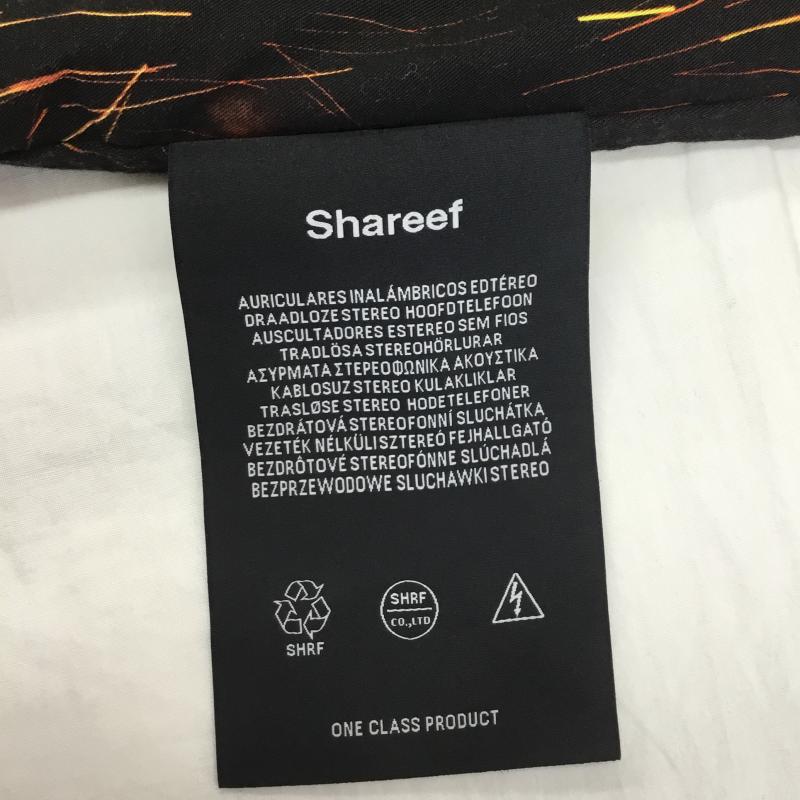 Shareef
AURICULARES INALÁMBRICOS EDTÉREO
DRAADLOZE STEREO HOOFDTELEFOON
AUSCULTADORES ESTEREO SEM FIOS
TRADLÖSA STEREOHÖRLURAR
ΑΣΥΡΜΑΤΑ ΣΤΕΡΕΟΦΩΝΙΚΑ ΑΚΟΥΣΤΙΚΑ
KABLOSUZ STEREO KULAKLIKLAR
TRASLØSE STEREO HODETELEFONER
BEZDRÁTOVÁ STEREOFONNÍ SLUCHÁTKA
VEZETÉK NÉLKÜLI SZTEREÓ FEJHALLGATÓ
BEZDRÔTOVÉ STEREOFÓNNE SLÚCHADLÁ
BEZPRZEWODOWE SLUCHAWKI STEREO
SHRF
CO.,LTD
SHRF
ONE CLASS PRODUCT